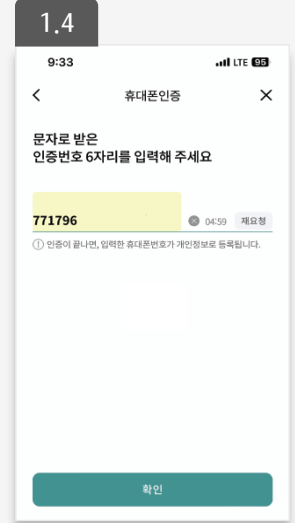 1.4
9:33 LTE 95
휴대폰인증
문자로 받은
인증번호 6자리를 입력해 주세요
771796 04:59 재요청
인증이 끝나면, 입력한 휴대폰번호가 개인정보로 등록됩니다.
확인